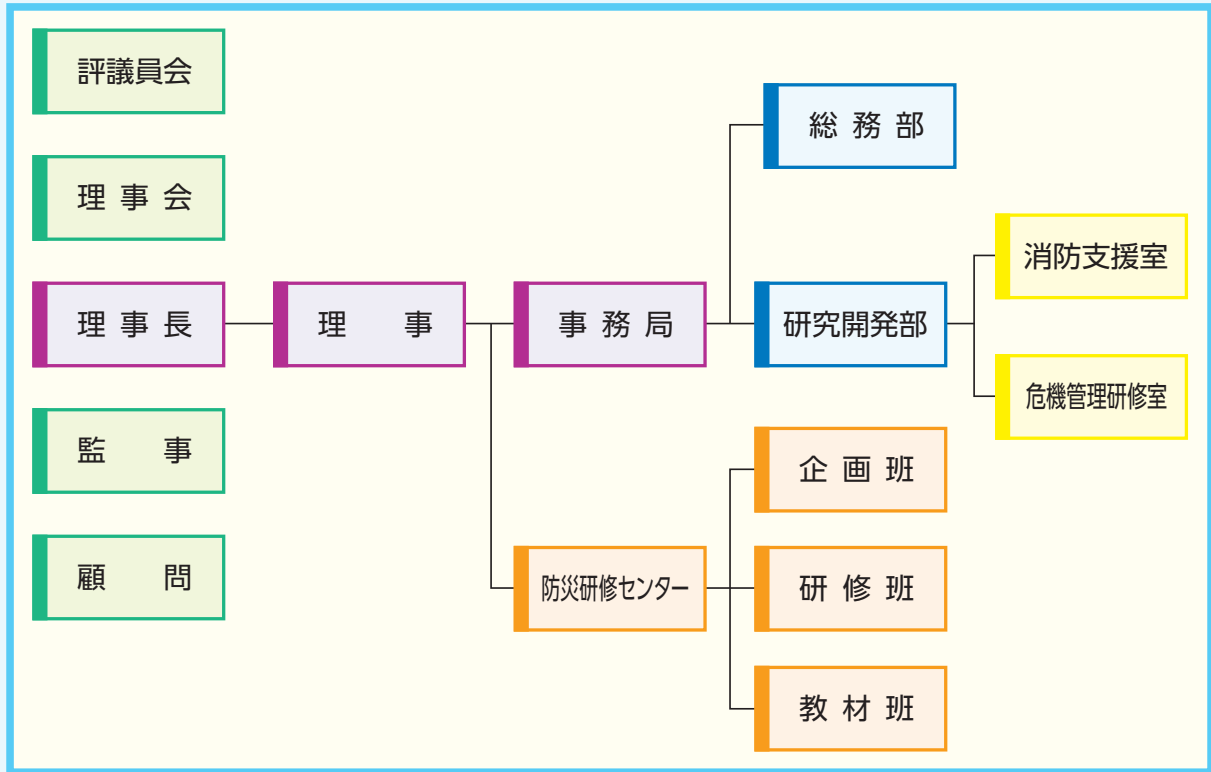 評議員会
理事会
理事長
監事
顧問
理事
事務局
防災研修センター
総務部
研究開発部
企画班
研修班
教材班
消防支援室
危機管理研修室